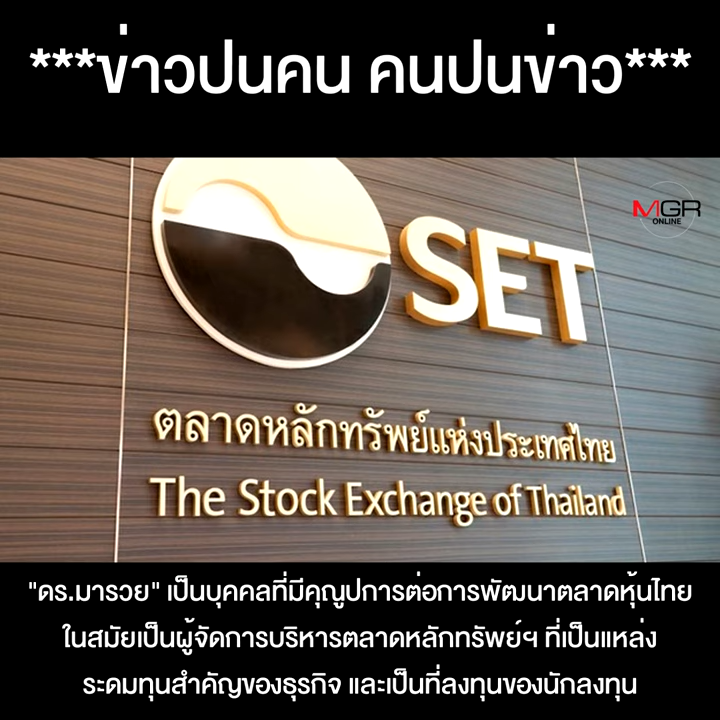 ***ข่าวปนคน คนปนข่าว***
MGR
ONLINE
SET
ตลาดหลักทรัพย์แห่งประเทศไทย
The Stock Exchange of Thailand
"ดร.มารวย" เป็นบุคคลที่มีคุณูปการต่อการพัฒนาตลาดหุ้นไทย
ในสมัยเป็นผู้จัดการบริหารตลาดหลักทรัพย์ฯ ที่เป็นแหล่ง
ระดมทุนสำคัญของธุรกิจ และเป็นที่ลงทุนของนักลงทุน